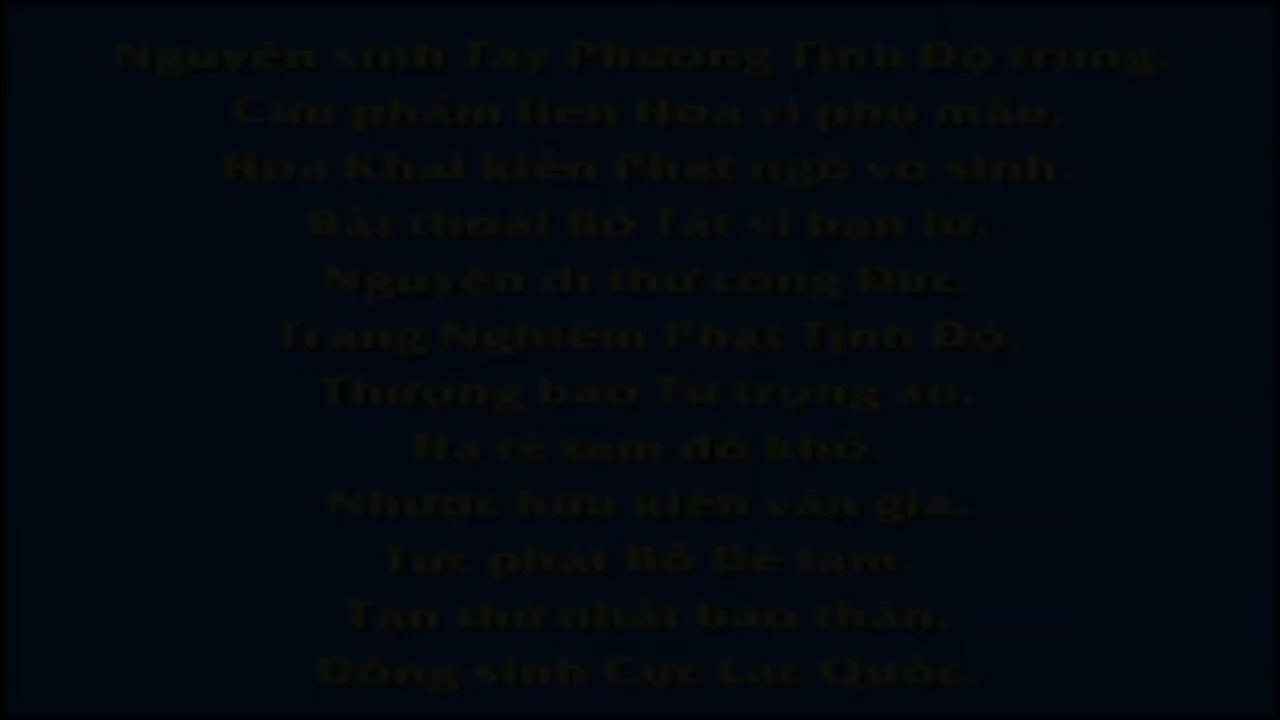 Nguyện sinh Tây Phương Tịnh Độ trung.
Cửu phẩm liên Hoa vi phụ mẫu.
Hoa Khai kiến Phật ngộ vô sinh.
Bất thoái Bồ Tát vi bạn lữ.
Nguyện dĩ thử công Đức.
Trang Nghiêm Phật Tịnh Độ.
Thượng báo Tứ trọng ân.
Hạ tế tam đồ khổ.
Nhược hữu kiến văn giả.
Tức phát Bồ Đề tâm.
Tận thử nhất báo thân.
Đồng sinh Cực Lạc Quốc.